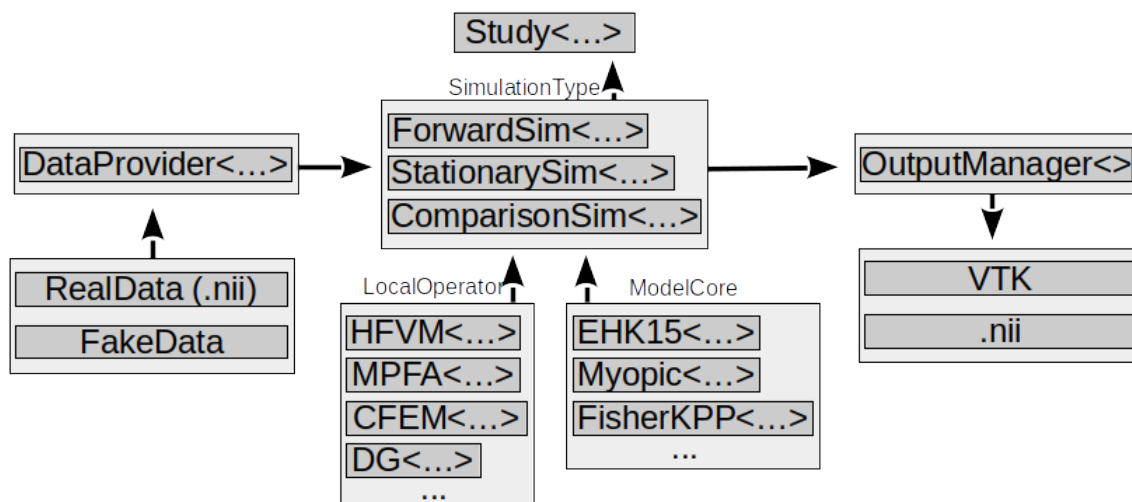 Study<...>
SimulationType
ForwardSim<...>
StationarySim<...>
ComparisonSim<...>
DataProvider<...>
OutputManager<>
RealData (.nii)
FakeData
LocalOperator
HFVM<...>
MPFA<...>
CFEM<...>
DG<...>
...
ModelCore
EHK15<...>
Myopic<...>
FisherKPP<...>
...
VTK
.nii